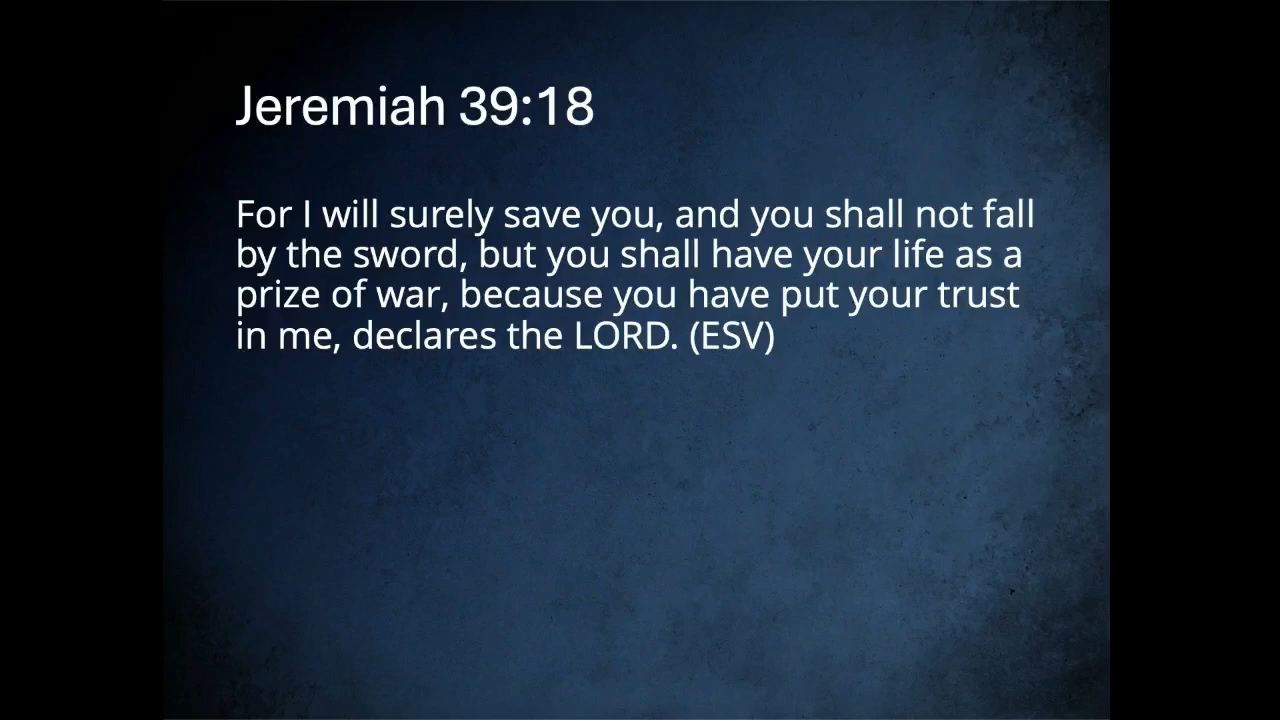 Jeremiah 39:18
For I will surely save you, and you shall not fall
by the sword, but you shall have your life as a
prize of war, because you have put your trust
in me, declares the LORD. (ESV)